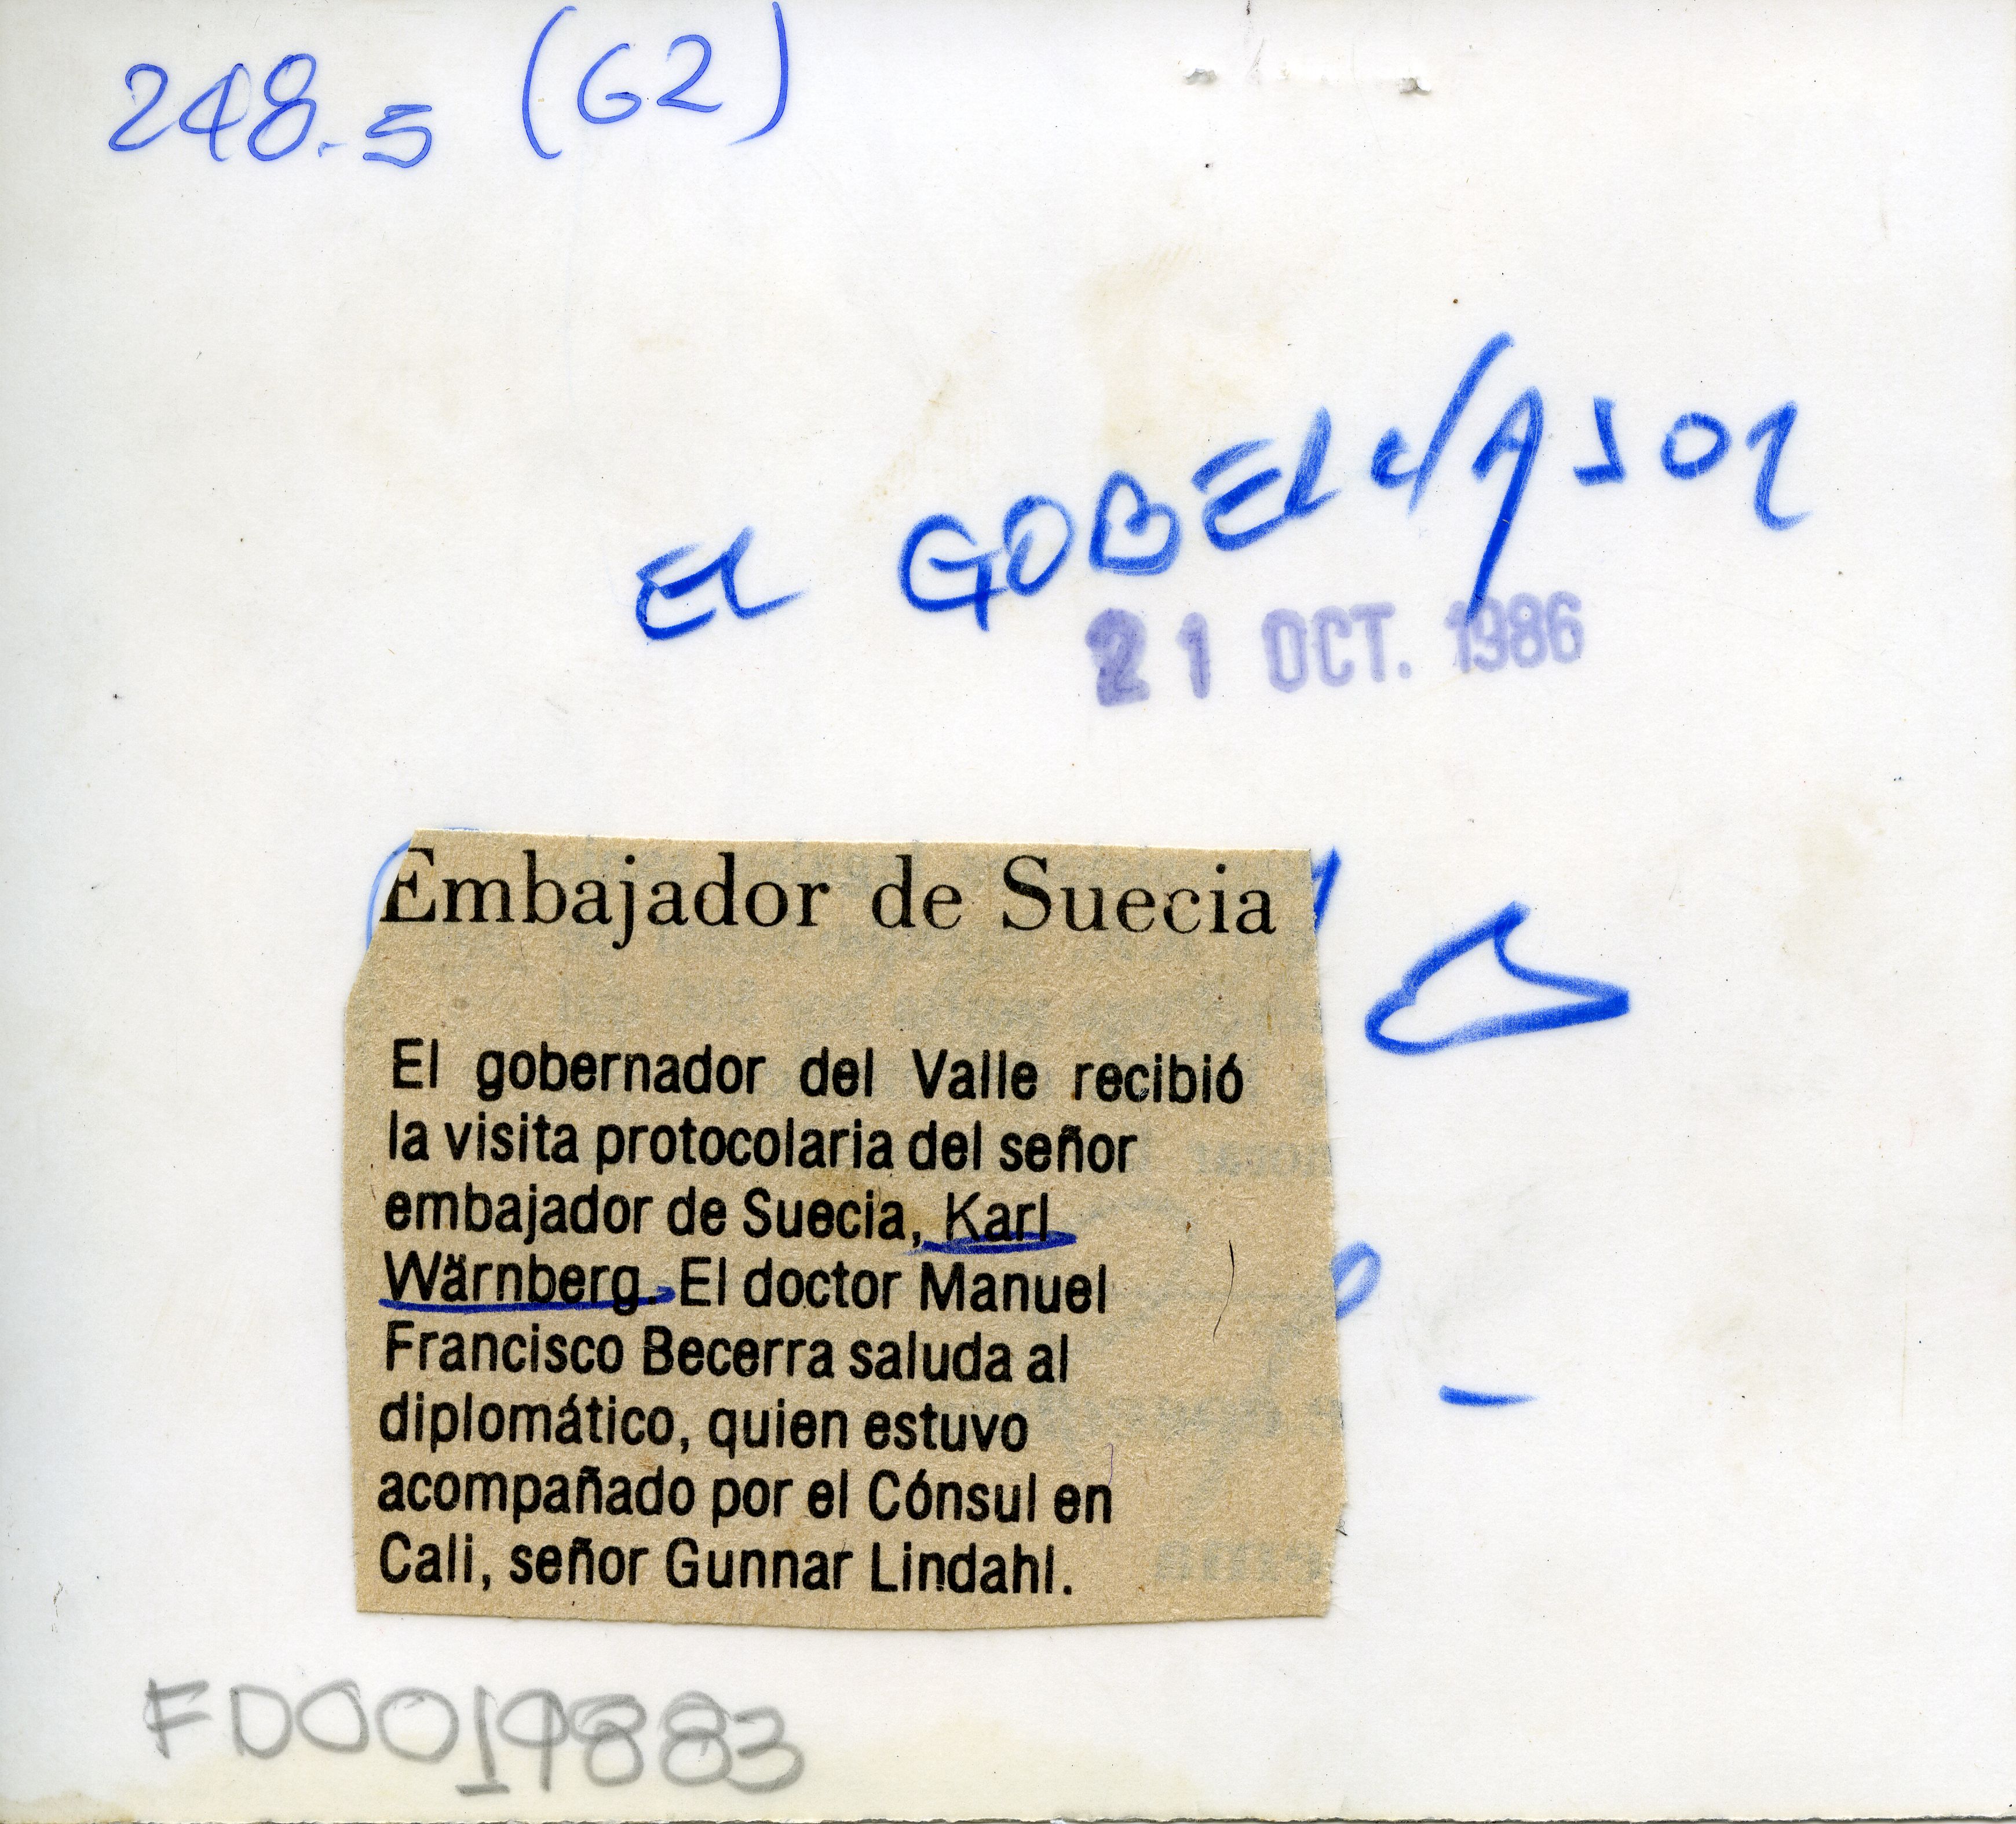 248.5 (62)
EL GOBERNADOR
21 OCT. 1986
Embajador de Suecia
El gobernador del Valle recibió
la visita protocolaria del señor
embajador de Suecia, Karl
Wärnberg. El doctor Manuel
Francisco Becerra saluda al
diplomático, quien estuvo
acompañado por el Cónsul en
Cali, señor Gunnar Lindahl.
FD0019883